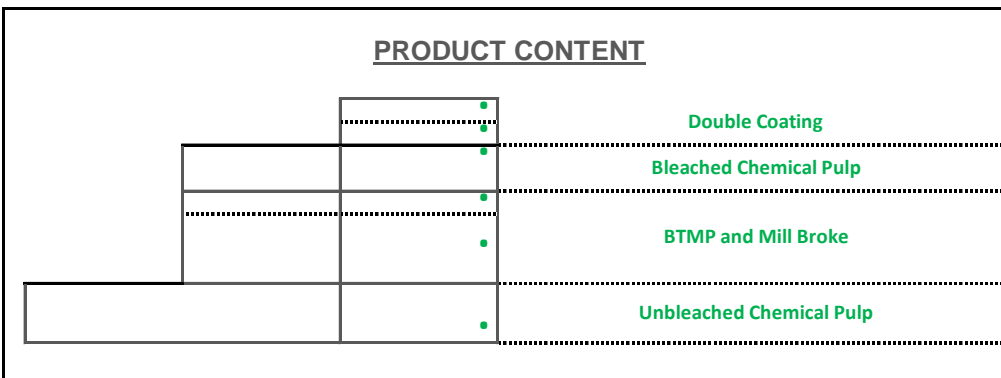 PRODUCT CONTENT
Double Coating
Bleached Chemical Pulp
BTMP and Mill Broke
Unbleached Chemical Pulp